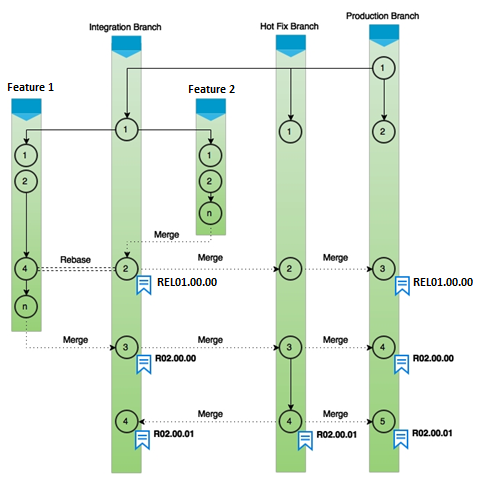 Production Branch
Integration Branch
Hot Fix Branch
1
Feature 1
Feature 2
1
1
2
1
1
2
2
n
Merge
Rebase
Merge
Merge
4
2
2
3
REL01.00.00
REL01.00.00
n
Merge
Merge
Merge
3
3
4
R02.00.00
R02.00.00
Merge
Merge
4
4
5
R02.00.01
R02.00.01
R02.00.01